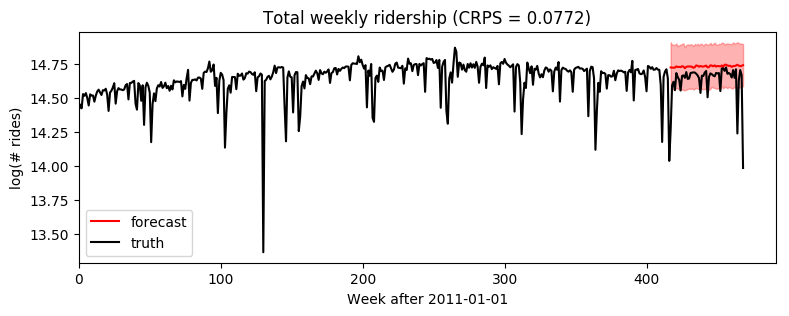 Total weekly ridership (CRPS = 0.0772)
log(# rides)
14.75
14.50
14.25
14.00
13.75
13.50
forecast
truth
0
100
200
300
400
Week after 2011-01-01